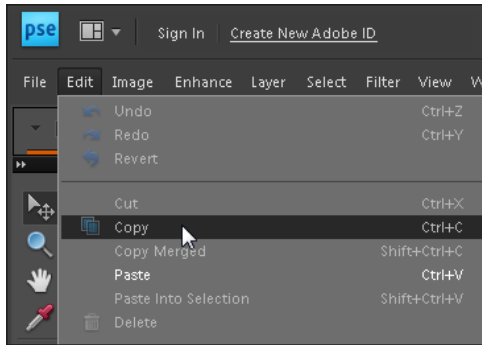 pse Sign In Create New Adobe ID
File Edit Image Enhance Layer Select Filter View
Undo Ctrl+Z
Redo Ctrl+Y
Revert
Cut Ctrl+X
Copy Ctrl+C
Copy Merged Shift+Ctrl+C
Paste Ctrl+V
Paste Into Selection Shift+Ctrl+V
Delete